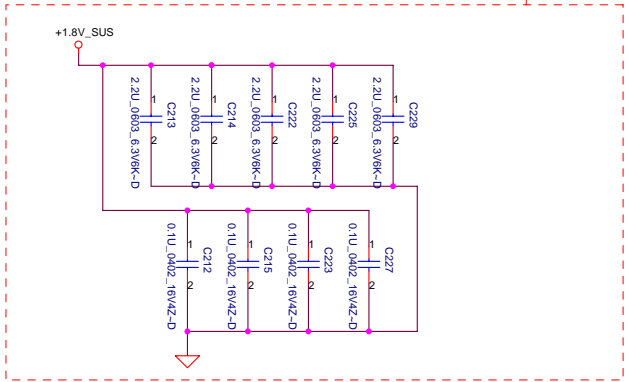 +1.8V_SUS
1
2
C213
2.2U_0603_6.3V6K~D
1
2
C214
2.2U_0603_6.3V6K~D
1
2
C222
2.2U_0603_6.3V6K~D
1
2
C225
2.2U_0603_6.3V6K~D
1
2
C229
2.2U_0603_6.3V6K~D
1
2
C212
0.1U_0402_16V4Z~D
1
2
C215
0.1U_0402_16V4Z~D
1
2
C223
0.1U_0402_16V4Z~D
1
2
C227
0.1U_0402_16V4Z~D